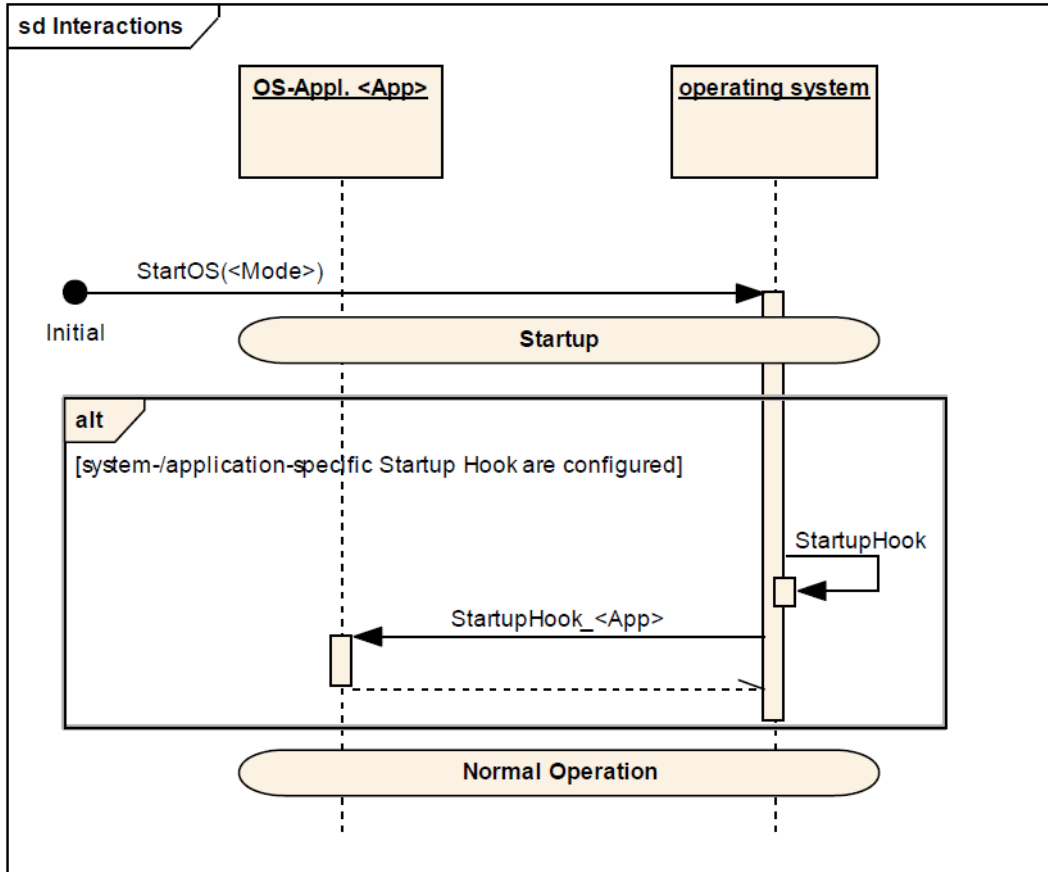 sd Interactions
OS-Appl. <App>
operating system
StartOS(<Mode>)
Initial
Startup
alt
[system-/application-specific Startup Hook are configured]
StartupHook
StartupHook_<App>
Normal Operation